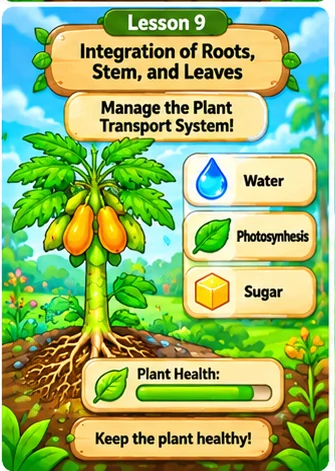 Lesson 9
Integration of Roots,
Stem, and Leaves
Manage the Plant
Transport System!
Water
Photosynhesis
Sugar
Plant Health:
Keep the plant healthy!